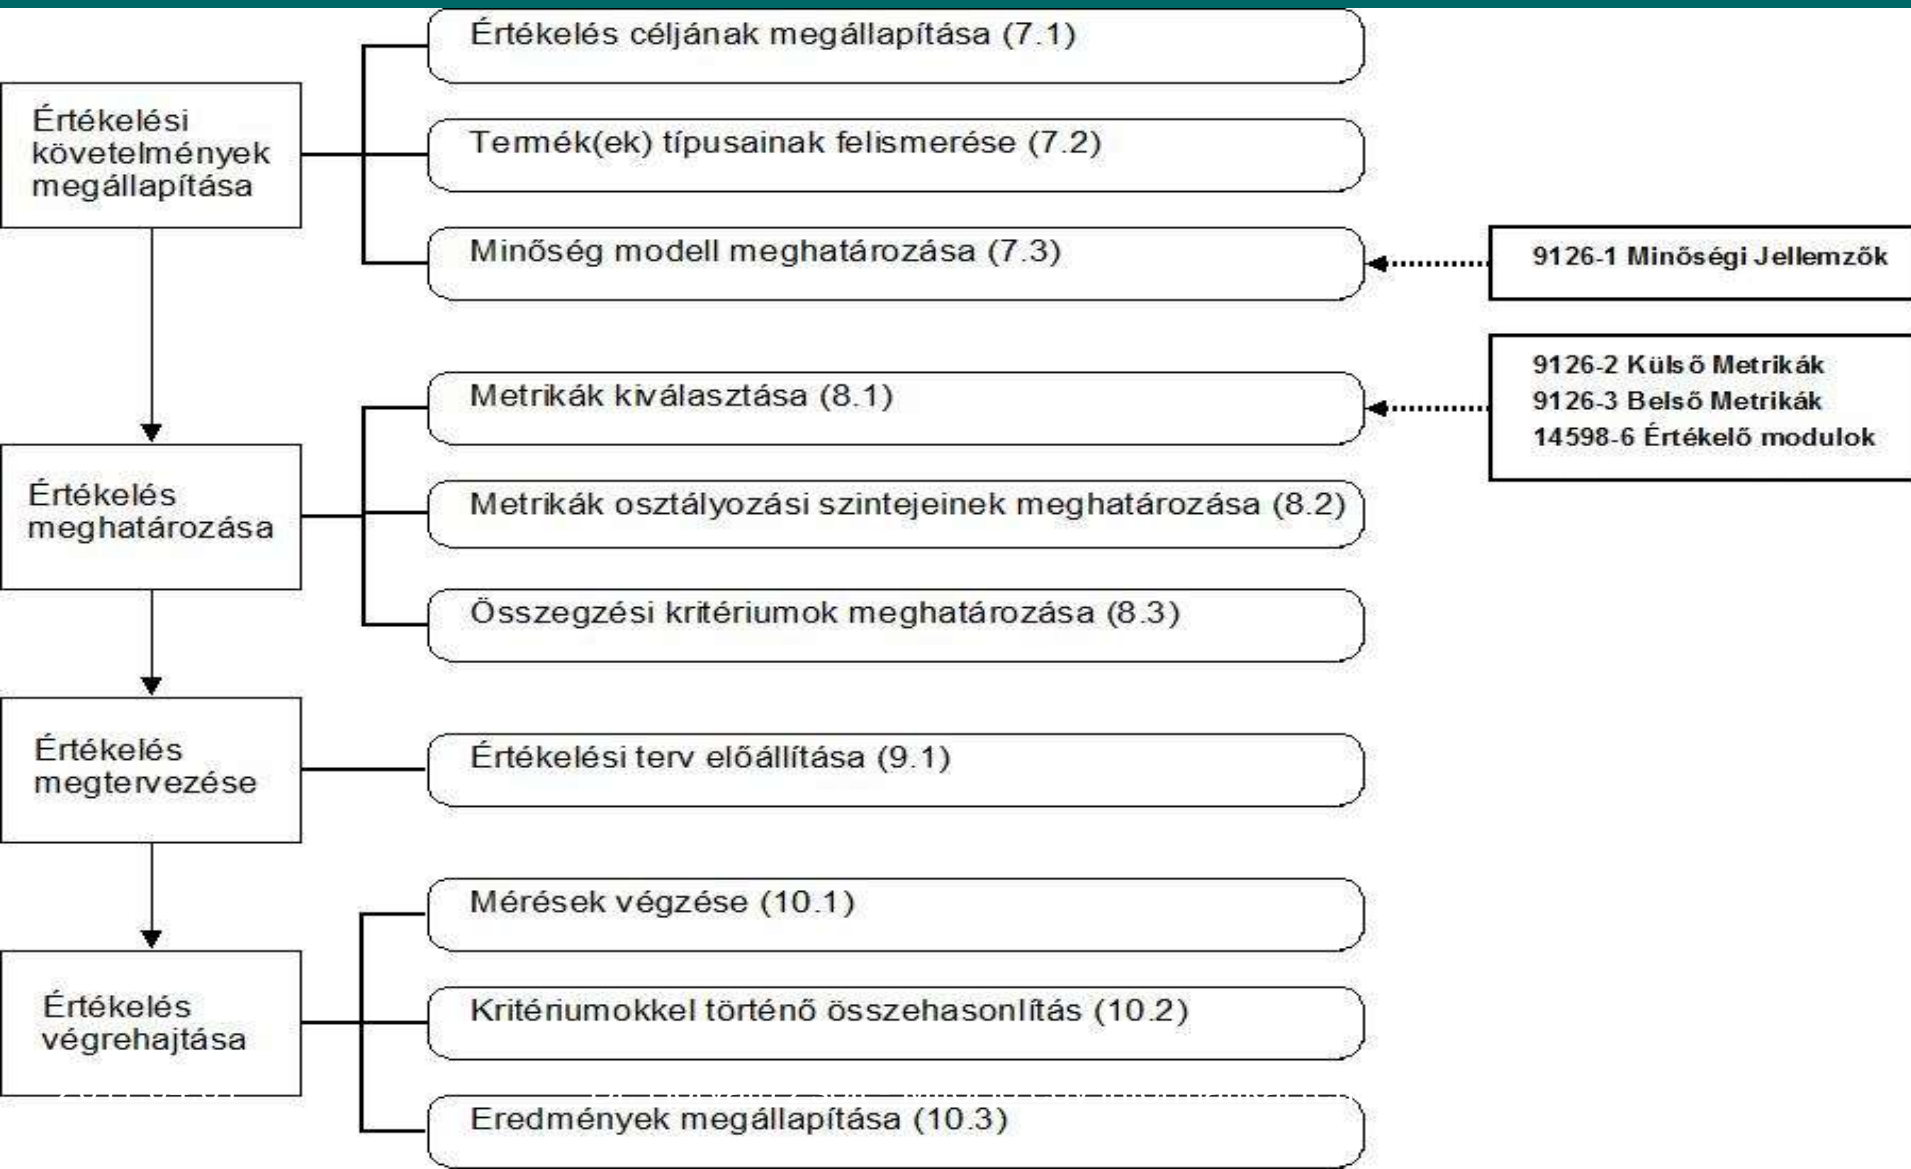 Értékelés céljának megállapítása (7.1)
Értékelési
követelmények
megállapítása
Termék(ek) típusainak felismerése (7.2)
Minőség modell meghatározása (7.3)
9126-1 Minőségi Jellemzők
Metrikák kiválasztása (8.1)
9126-2 Külső Metrikák
9126-3 Belső Metrikák
14598-6 Értékelő modulok
Értékelés
meghatározása
Metrikák osztályozási szintejeinek meghatározása (8.2)
Összegzési kritériumok meghatározása (8.3)
Értékelés
megtervezése
Értékelési terv előállítása (9.1)
Mérések végzése (10.1)
Értékelés
végrehajtása
Kritériumokkel történő összehasonlítás (10.2)
Eredmények megállapítása (10.3)